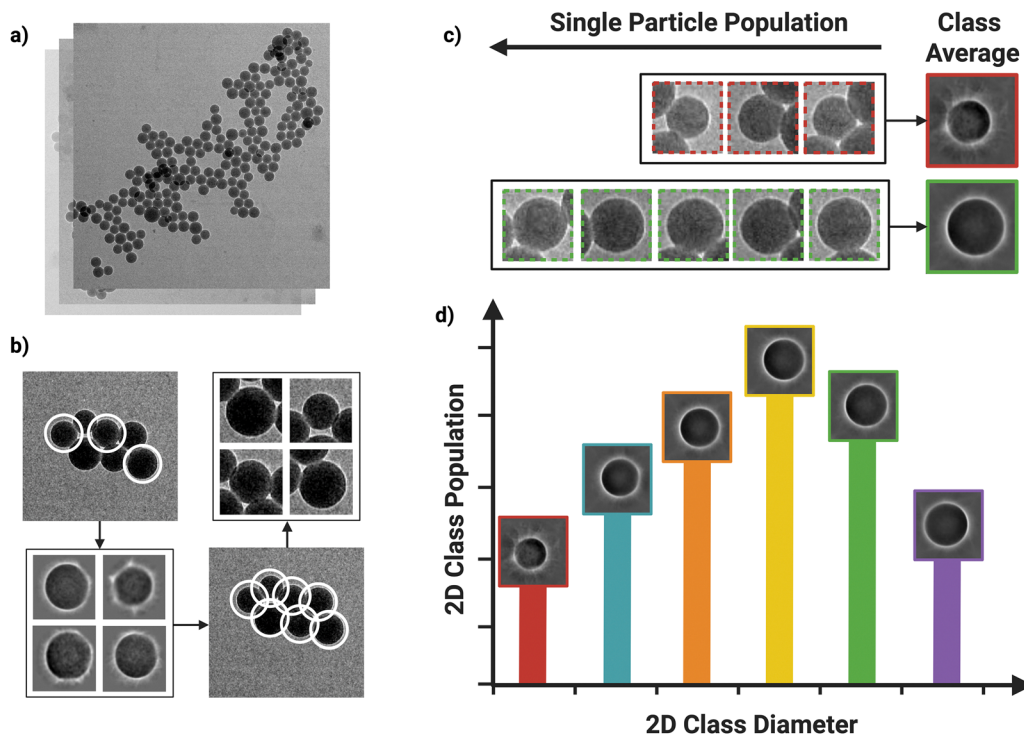 a)
b)
c)
Single Particle Population
Class
Average
d)
2D Class Population
2D Class Diameter